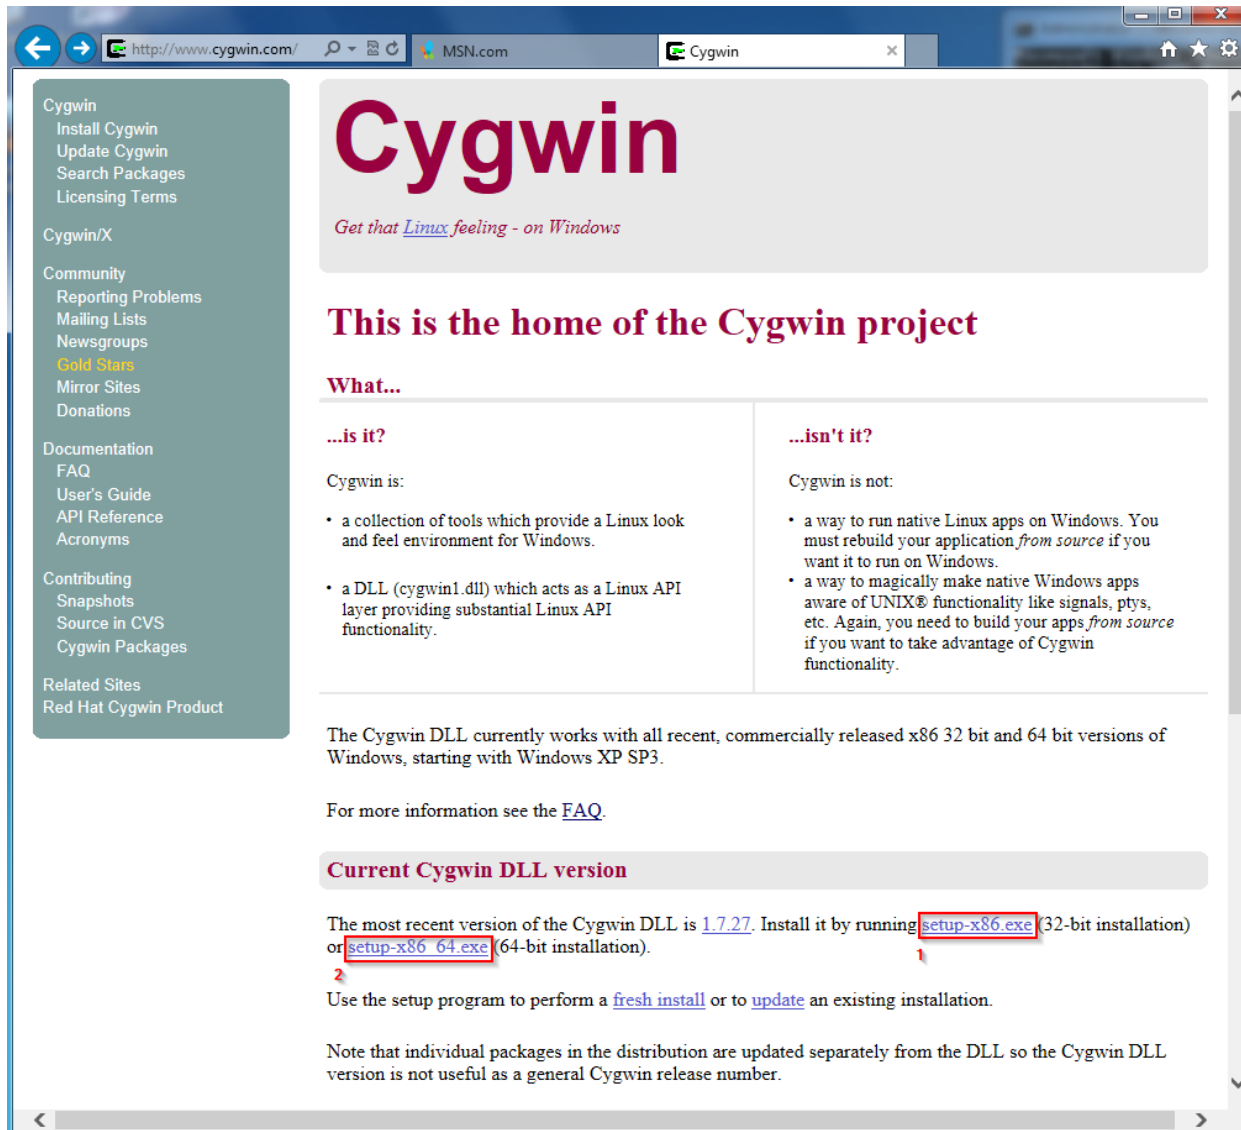 http://www.cygwin.com/
MSN.com
Cygwin
Cygwin
Install Cygwin
Update Cygwin
Search Packages
Licensing Terms
Cygwin/X
Community
Reporting Problems
Mailing Lists
Newsgroups
Gold Stars
Mirror Sites
Donations
Documentation
FAQ
User's Guide
API Reference
Acronyms
Contributing
Snapshots
Source in CVS
Cygwin Packages
Related Sites
Red Hat Cygwin Product
Cygwin
Get that Linux feeling - on Windows
This is the home of the Cygwin project
What...
...is it?
Cygwin is:
• a collection of tools which provide a Linux look
and feel environment for Windows.
• a DLL (cygwin1.dll) which acts as a Linux API
layer providing substantial Linux API
functionality.
...isn't it?
Cygwin is not:
• a way to run native Linux apps on Windows. You
must rebuild your application from source if you
want it to run on Windows.
• a way to magically make native Windows apps
aware of UNIX® functionality like signals, ptys,
etc. Again, you need to build your apps from source
if you want to take advantage of Cygwin
functionality.
The Cygwin DLL currently works with all recent, commercially released x86 32 bit and 64 bit versions of
Windows, starting with Windows XP SP3.
For more information see the FAQ.
Current Cygwin DLL version
The most recent version of the Cygwin DLL is 1.7.27. Install it by running setup-x86.exe (32-bit installation)
or setup-x86_64.exe (64-bit installation).
1
2
Use the setup program to perform a fresh install or to update an existing installation.
Note that individual packages in the distribution are updated separately from the DLL so the Cygwin DLL
version is not useful as a general Cygwin release number.